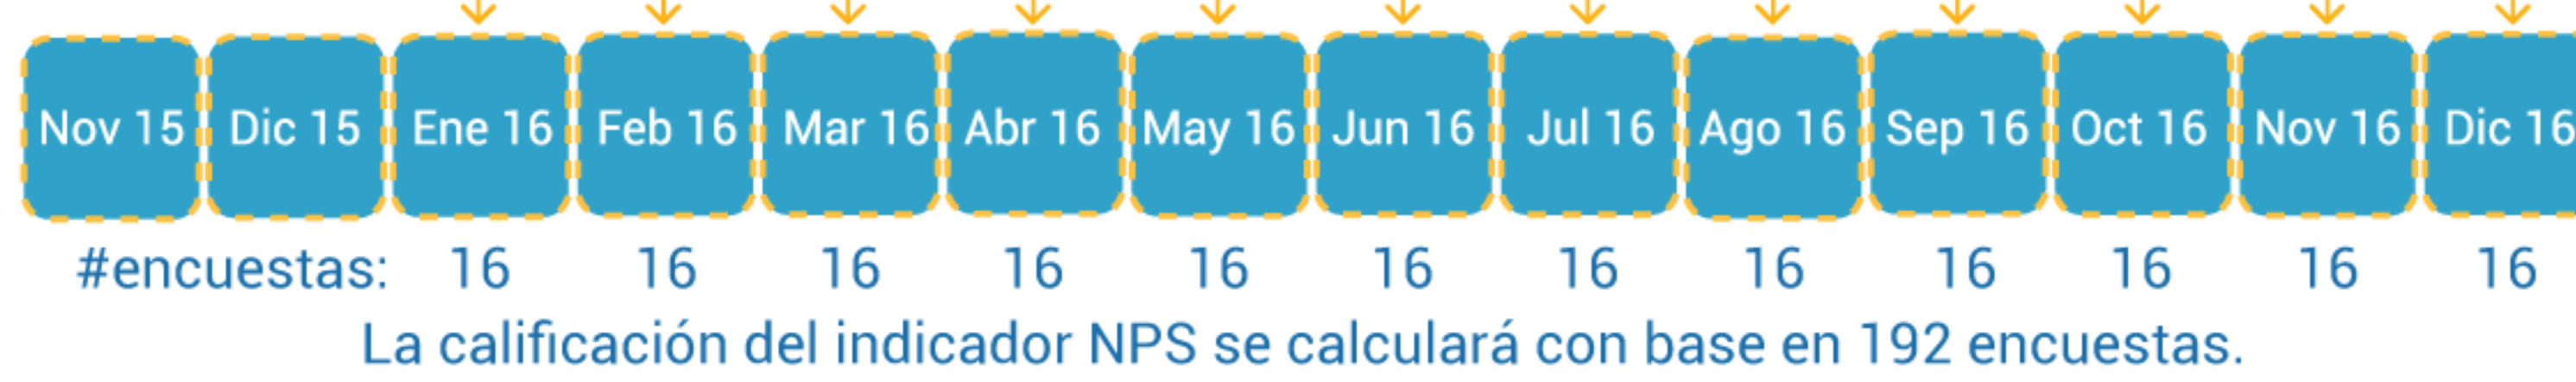 Nov 15 Dic 15 Ene 16 Feb 16 Mar 16 Abr 16 May 16 Jun 16 Jul 16 Ago 16 Sep 16 Oct 16 Nov 16 Dic 16
#encuestas: 16 16 16 16 16 16 16 16 16 16 16 16
La calificación del indicador NPS se calculará con base en 192 encuestas.